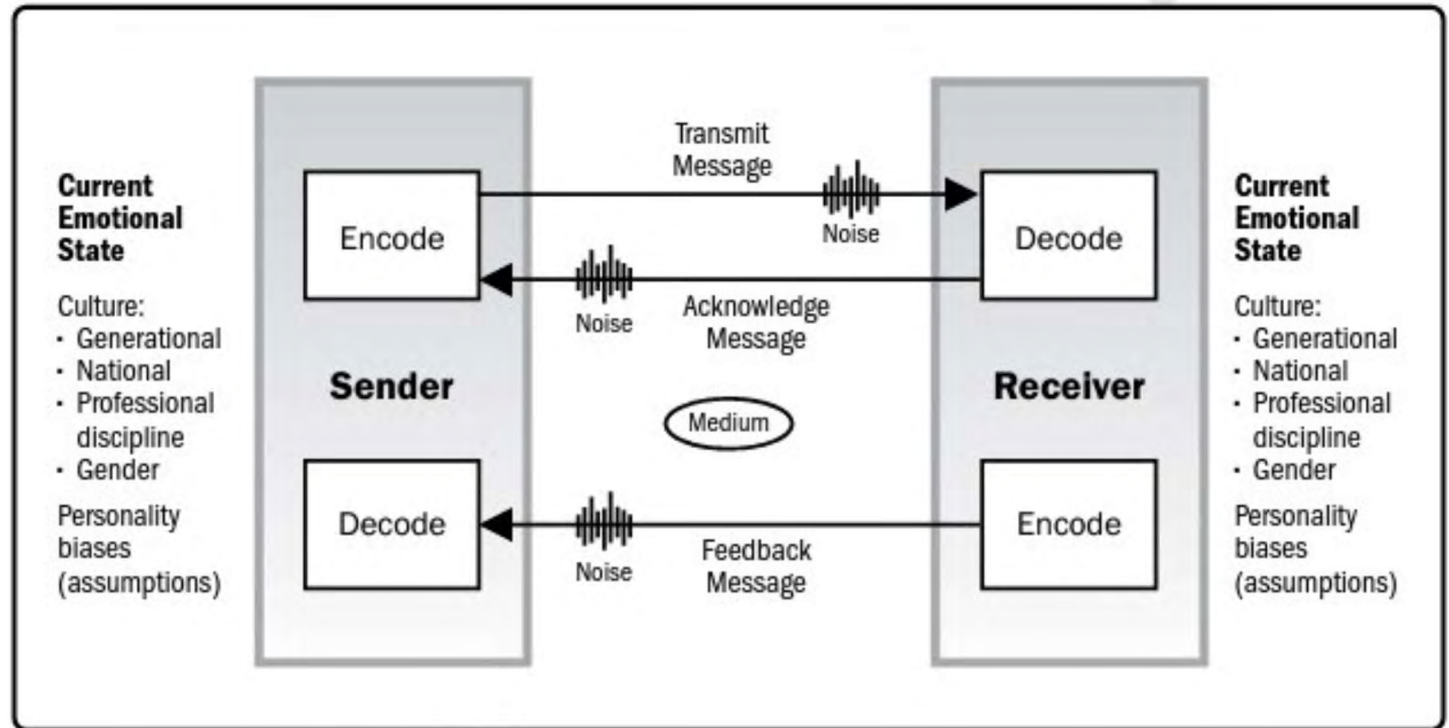 Current
Emotional
State
Culture:
· Generational
· National
· Professional
discipline
· Gender
Personality
biases
(assumptions)
Encode
Sender
Decode
Transmit
Message
Noise
Noise
Acknowledge
Message
Medium
Noise
Feedback
Message
Decode
Receiver
Encode
Current
Emotional
State
Culture:
· Generational
· National
· Professional
discipline
· Gender
Personality
biases
(assumptions)